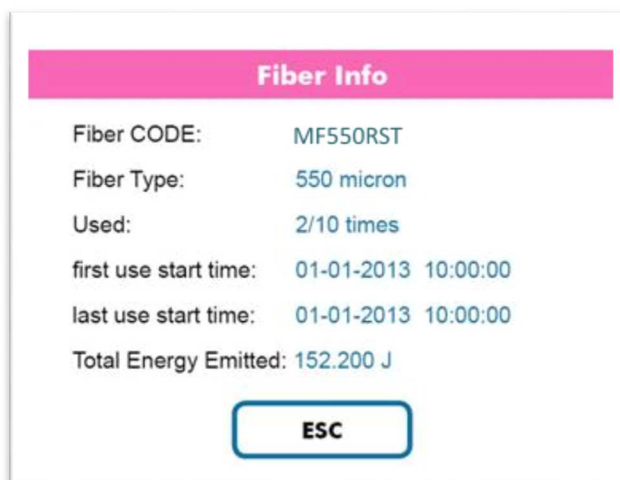 Fiber Info
Fiber CODE: MF550RST
Fiber Type: 550 micron
Used: 2/10 times
first use start time: 01-01-2013 10:00:00
last use start time: 01-01-2013 10:00:00
Total Energy Emitted: 152.200 J
ESC